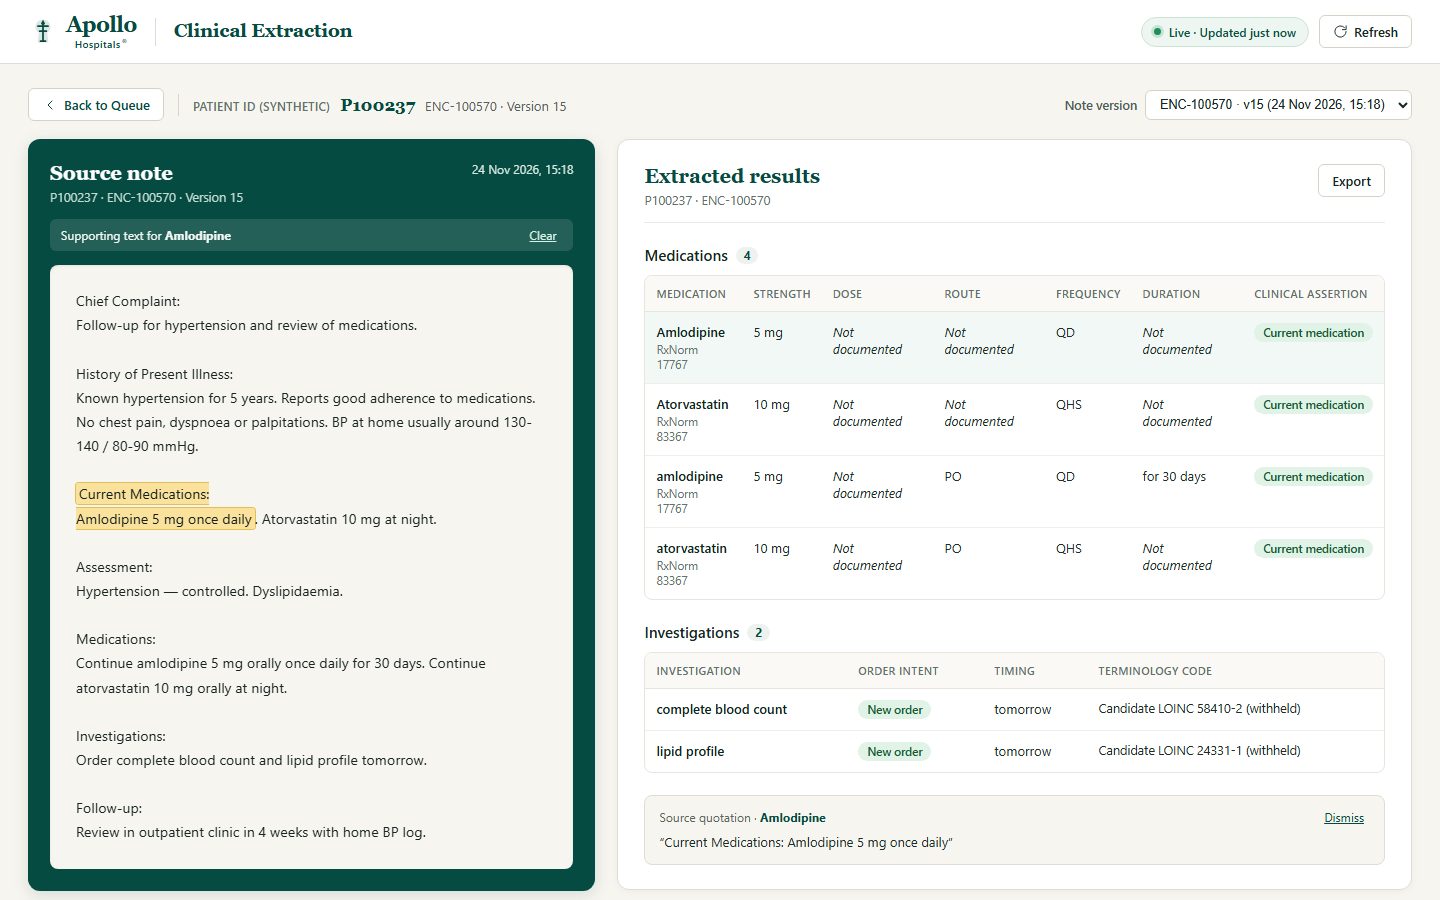 Apollo
Hospitals®
Clinical Extraction
Live · Updated just now
Refresh
Back to Queue
PATIENT ID (SYNTHETIC) P100237 ENC-100570 · Version 15
Note version
ENC-100570 · v15 (24 Nov 2026, 15:18)
Source note
24 Nov 2026, 15:18
P100237 · ENC-100570 · Version 15
Supporting text for Amlodipine
Clear
Chief Complaint:
Follow-up for hypertension and review of medications.
History of Present Illness:
Known hypertension for 5 years. Reports good adherence to medications.
No chest pain, dyspnoea or palpitations. BP at home usually around 130-
140 / 80-90 mmHg.
Current Medications:
Amlodipine 5 mg once daily. Atorvastatin 10 mg at night.
Assessment:
Hypertension — controlled. Dyslipidaemia.
Medications:
Continue amlodipine 5 mg orally once daily for 30 days. Continue
atorvastatin 10 mg orally at night.
Investigations:
Order complete blood count and lipid profile tomorrow.
Follow-up:
Review in outpatient clinic in 4 weeks with home BP log.
Extracted results
P100237 · ENC-100570
Export
Medications 4
MEDICATION STRENGTH DOSE ROUTE FREQUENCY DURATION CLINICAL ASSERTION
Amlodipine 5 mg Not Not QD Not Current medication
RxNorm documented documented documented
17767
Atorvastatin 10 mg Not Not QHS Not Current medication
RxNorm documented documented documented
83367
amlodipine 5 mg Not PO QD for 30 days Current medication
RxNorm documented
17767
atorvastatin 10 mg Not PO QHS Not Current medication
RxNorm documented documented
83367
Investigations 2
INVESTIGATION ORDER INTENT TIMING TERMINOLOGY CODE
complete blood count New order tomorrow Candidate LOINC 58410-2 (withheld)
lipid profile New order tomorrow Candidate LOINC 24331-1 (withheld)
Source quotation · Amlodipine
Dismiss
“Current Medications: Amlodipine 5 mg once daily”